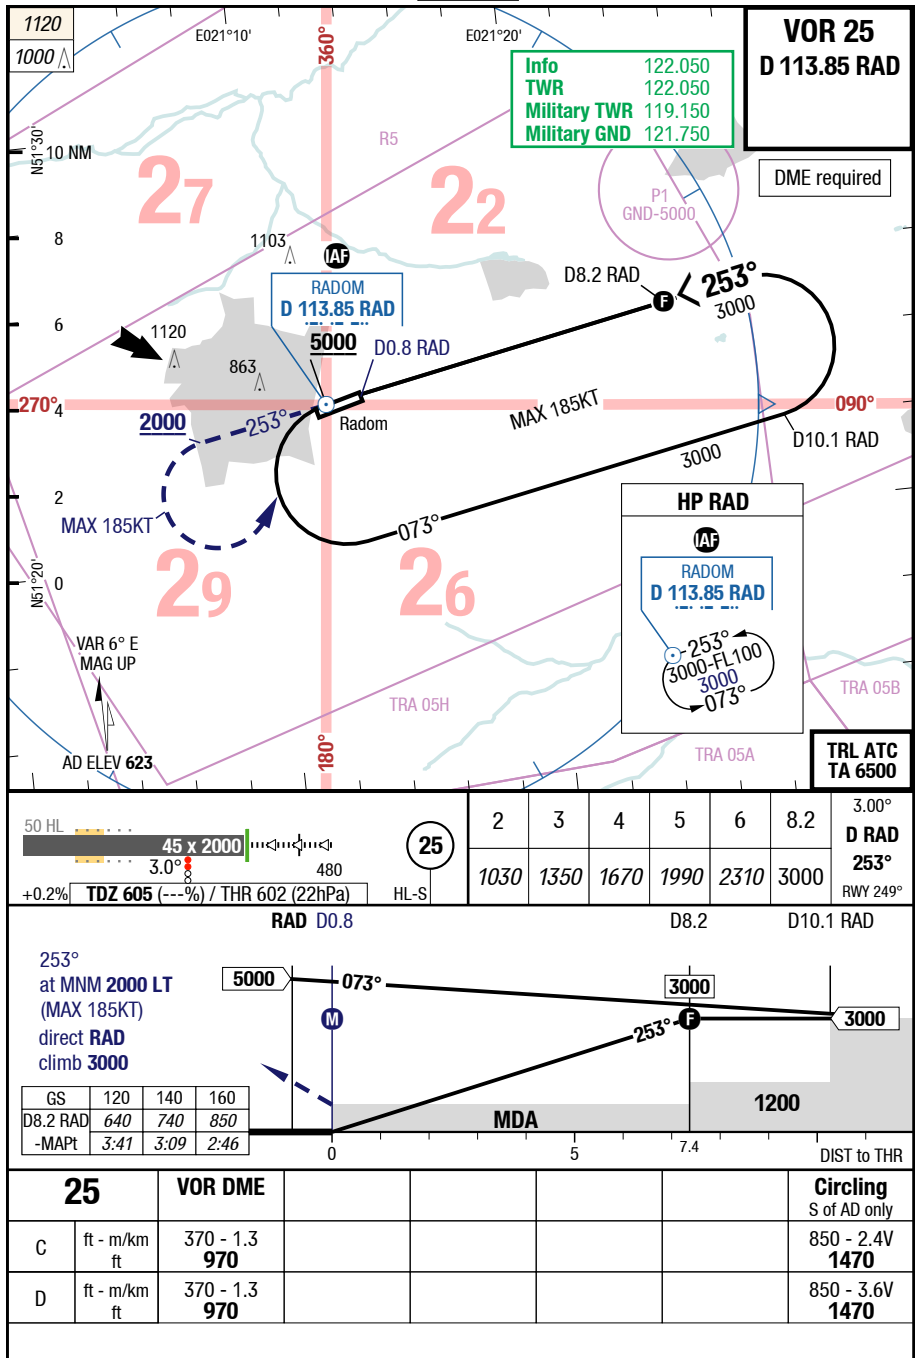 1120
1000
E021°10'
E021°20'
360°
VOR 25
D 113.85 RAD
Info 122.050
TWR 122.050
Military TWR 119.150
Military GND 121.750
N51°30'
10 NM
R5
27
22
P1
GND-5000
DME required
8
1103
IAF
RADOM
D 113.85 RAD
D8.2 RAD
F
253°
3000
6
1120
5000
D0.8 RAD
863
270°
4
2000
253°
Radom
MAX 185KT
090°
D10.1 RAD
3000
2
MAX 185KT
073°
HP RAD
IAF
RADOM
D 113.85 RAD
N51°20'
0
29
26
253°
3000-FL100
3000
073°
VAR 6° E
MAG UP
TRA 05H
TRA 05B
TRA 05A
AD ELEV 623
180°
TRL ATC
TA 6500
50 HL
45 x 2000
3.0°
480
+0.2%
TDZ 605 (---%) / THR 602 (22hPa)
25
HL-S
2 3 4 5 6 8.2
1030 1350 1670 1990 2310 3000
3.00°
D RAD
253°
RWY 249°
RAD D0.8 D8.2 D10.1 RAD
253°
at MNM 2000 LT
(MAX 185KT)
direct RAD
climb 3000
5000
073°
3000
M
253°
F
3000
GS 120 140 160
D8.2 RAD 640 740 850
-MAPt 3:41 3:09 2:46
MDA
1200
0 5 7.4 DIST to THR
25 VOR DME Circling
S of AD only
C ft - m/km 370 - 1.3 850 - 2.4V
ft 970 1470
D ft - m/km 370 - 1.3 850 - 3.6V
ft 970 1470